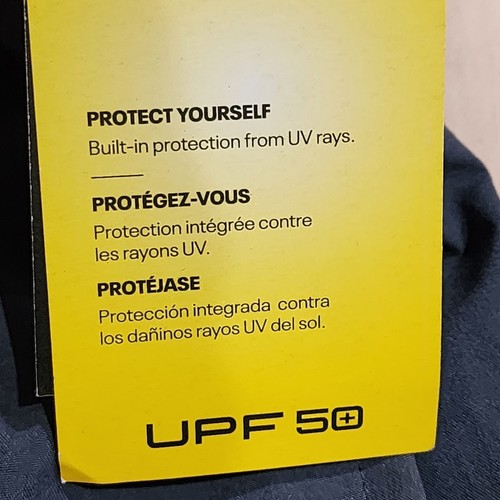 PROTECT YOURSELF
Built-in protection from UV rays.
PROTÉGEZ-VOUS
Protection intégrée contre
les rayons UV.
PROTÉJASE
Protección integrada contra
los dañinos rayos UV del sol.
UPF 50+